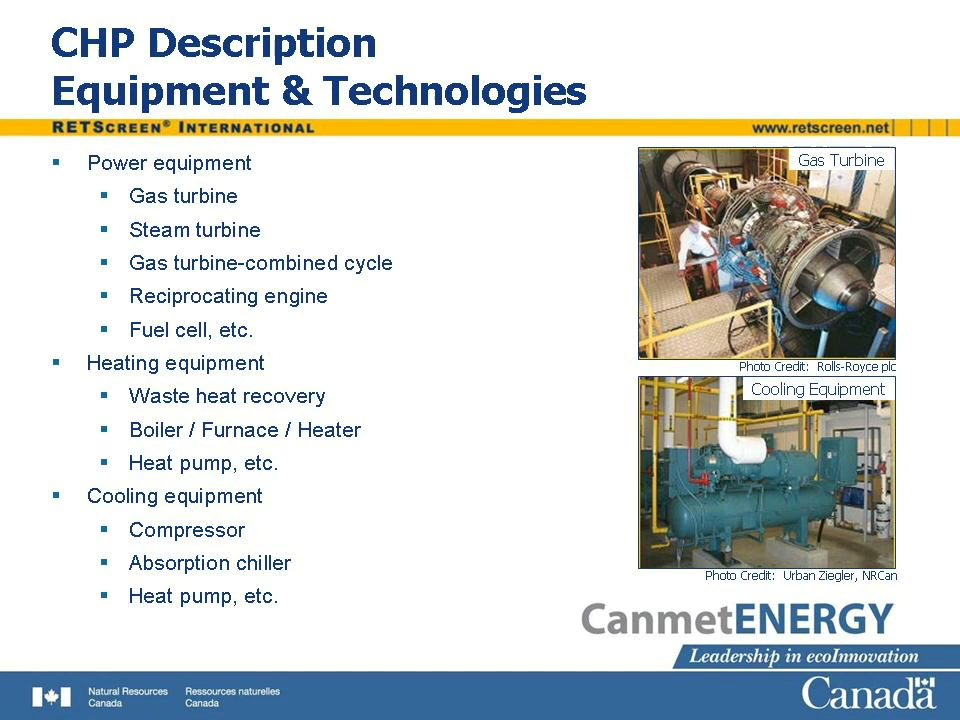 CHP Description
Equipment & Technologies
RETScreen® International
www.retscreen.net
▪ Power equipment
▪ Gas turbine
▪ Steam turbine
▪ Gas turbine-combined cycle
▪ Reciprocating engine
▪ Fuel cell, etc.
▪ Heating equipment
▪ Waste heat recovery
▪ Boiler / Furnace / Heater
▪ Heat pump, etc.
▪ Cooling equipment
▪ Compressor
▪ Absorption chiller
▪ Heat pump, etc.
Gas Turbine
Photo Credit: Rolls-Royce plc
Cooling Equipment
Photo Credit: Urban Ziegler, NRCan
CanmetENERGY
Leadership in ecoInnovation
Natural Resources
Canada
Ressources naturelles
Canada
Canada